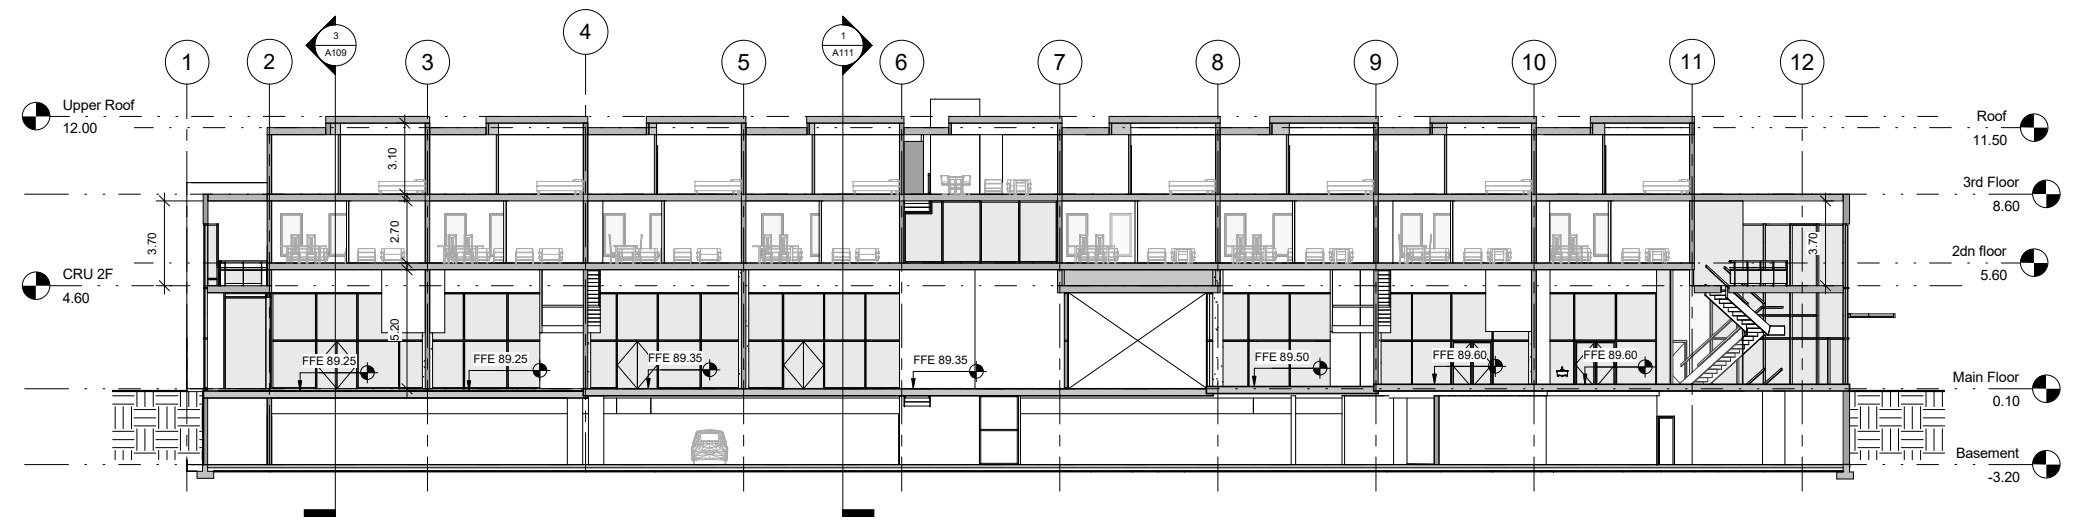 1
2
3
A109
3
4
5
1
A111
6
7
8
9
10
11
12
Upper Roof
12.00
Roof
11.50
3.10
3rd Floor
8.60
3.70
2.70
3.70
2dn floor
5.60
CRU 2F
4.60
5.20
FFE 89.25
FFE 89.25
FFE 89.35
FFE 89.35
FFE 89.50
FFE 89.60
FFE 89.60
Main Floor
0.10
Basement
-3.20